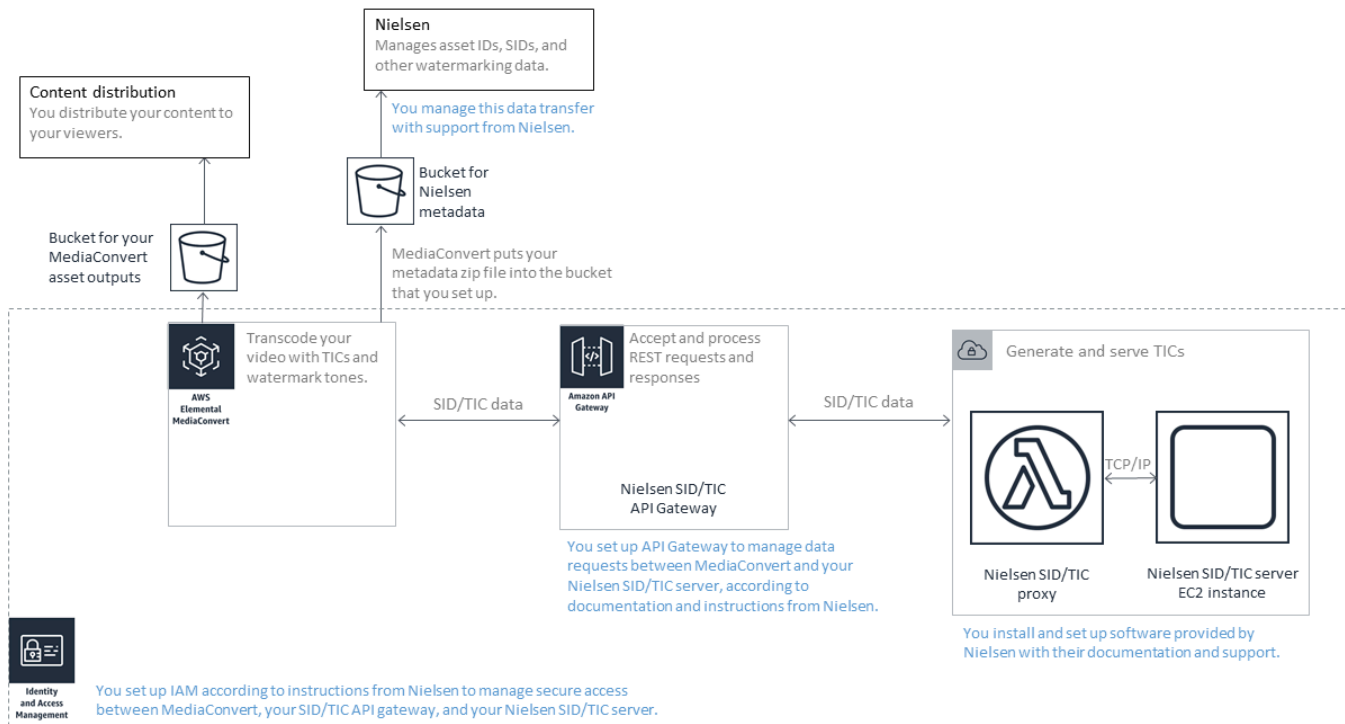 Nielsen
Manages asset IDs, SIDs, and
other watermarking data.
Content distribution
You distribute your content to
your viewers.
You manage this data transfer
with support from Nielsen.
Bucket for
Nielsen
metadata
Bucket for your
MediaConvert
asset outputs
MediaConvert puts your
metadata zip file into the bucket
that you set up.
Transcode your
video with TICs and
watermark tones.
AWS
Elemental
MediaConvert
SID/TIC data
Accept and process
REST requests and
responses
Amazon API
Gateway
Nielsen SID/TIC
API Gateway
SID/TIC data
Generate and serve TICs
TCP/IP
Nielsen SID/TIC
proxy
Nielsen SID/TIC server
EC2 instance
You set up API Gateway to manage data
requests between MediaConvert and your
Nielsen SID/TIC server, according to
documentation and instructions from Nielsen.
You install and set up software provided by
Nielsen with their documentation and support.
Identity
and Access
Management
You set up IAM according to instructions from Nielsen to manage secure access
between MediaConvert, your SID/TIC API gateway, and your Nielsen SID/TIC server.